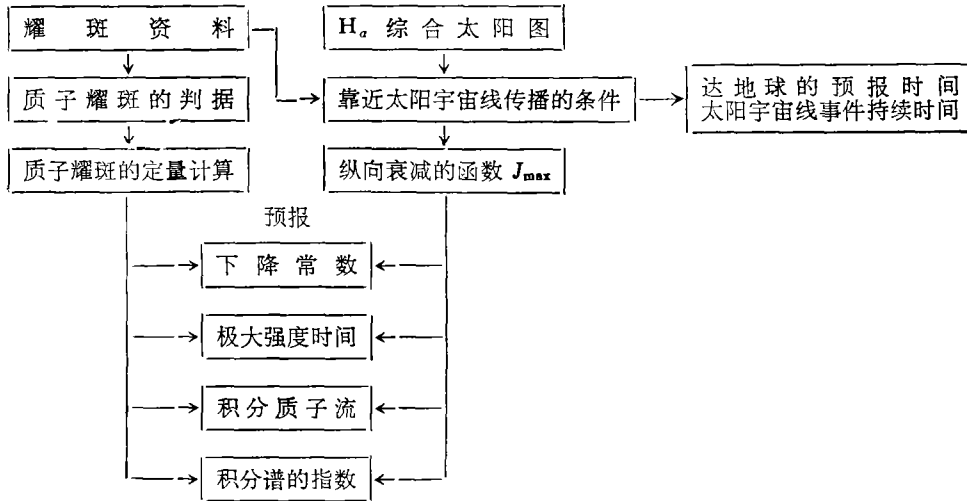 耀斑资料
H_α 综合太阳图
质子耀斑的判据
靠近太阳宇宙线传播的条件
达地球的预报时间
太阳宇宙线事件持续时间
质子耀斑的定量计算
纵向衰减的函数 J_max
预报
下降常数
极大强度时间
积分质子流
积分谱的指数